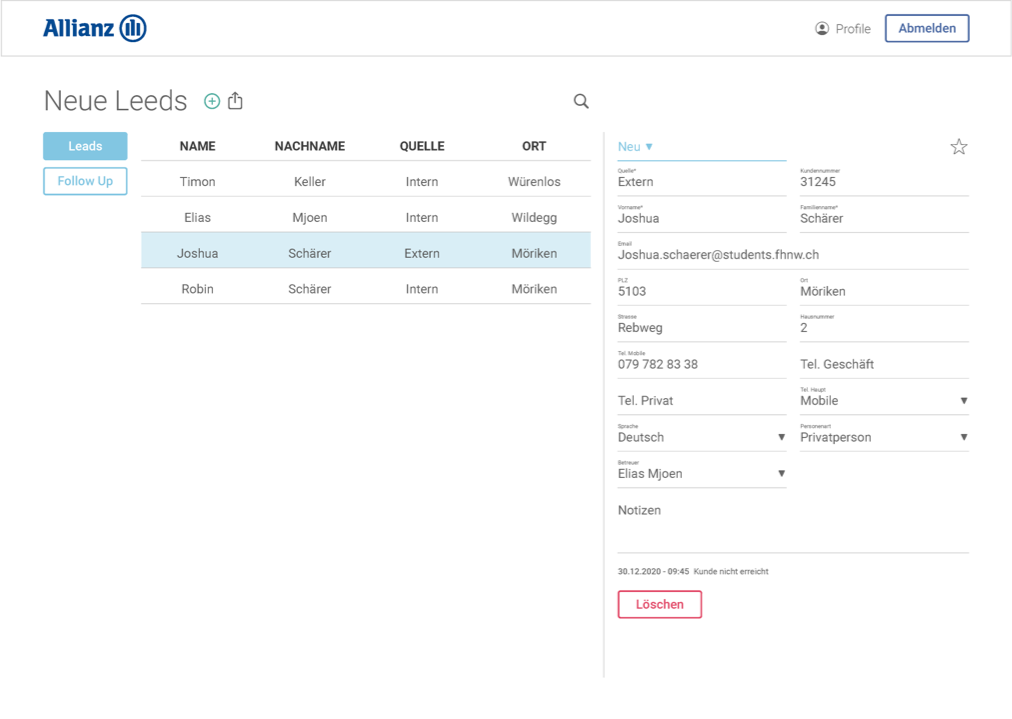 Allianz
Profile
Abmelden
Neue Leeds
Leads
Follow Up
NAME NACHNAME QUELLE ORT
Timon Keller Intern Würenlos
Elias Mjoen Intern Wildegg
Joshua Schärer Extern Möriken
Robin Schärer Intern Möriken
Neu ▼
Quelle* Kundennummer
Extern 31245
Vorname* Familienname*
Joshua Schärer
Email
Joshua.schaerer@students.fhnw.ch
PLZ Ort
5103 Möriken
Strasse Hausnummer
Rebweg 2
Tel. Mobile
079 782 83 38 Tel. Geschäft
Tel. Haupt
Tel. Privat Mobile ▼
Sprache Personenart
Deutsch ▼ Privatperson ▼
Betreuer
Elias Mjoen ▼
Notizen
30.12.2020 - 09:45 Kunde nicht erreicht
Löschen